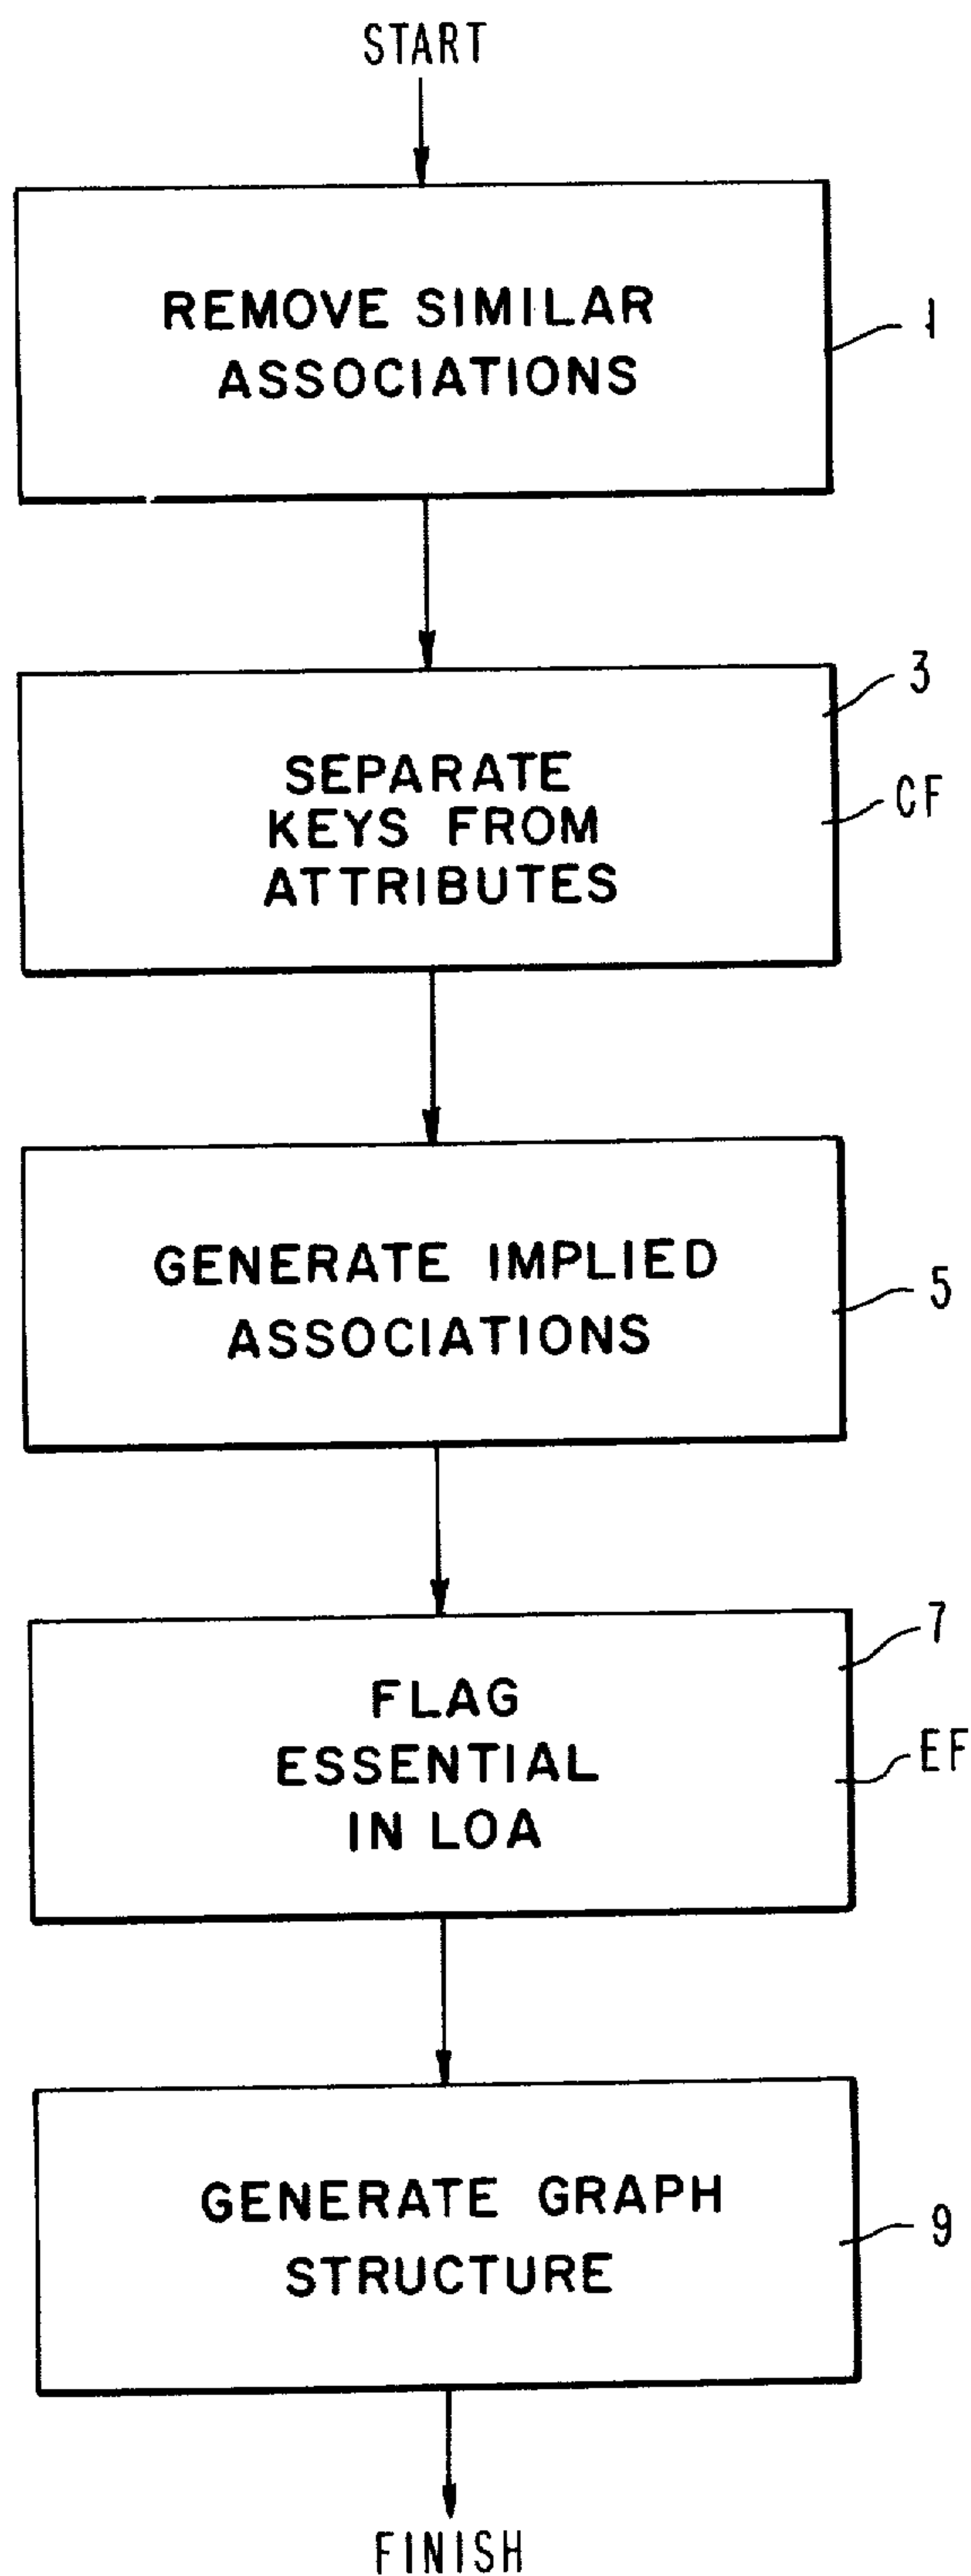 START
REMOVE SIMILAR
ASSOCIATIONS
1
SEPARATE
KEYS FROM
ATTRIBUTES
3
CF
GENERATE IMPLIED
ASSOCIATIONS
5
FLAG
ESSENTIAL
IN LOA
7
EF
GENERATE GRAPH
STRUCTURE
9
FINISH